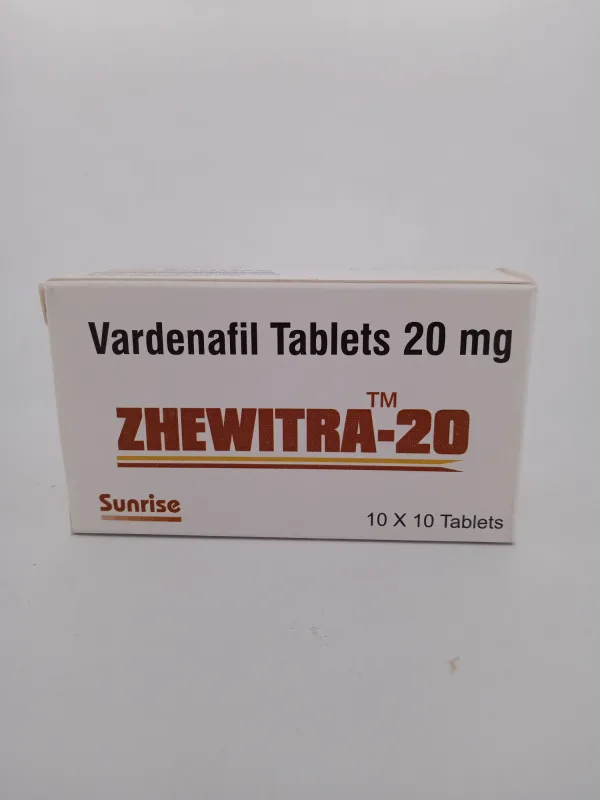 Vardenafil Tablets 20 mg
ZHEWITRA-20™
Sunrise
10 X 10 Tablets